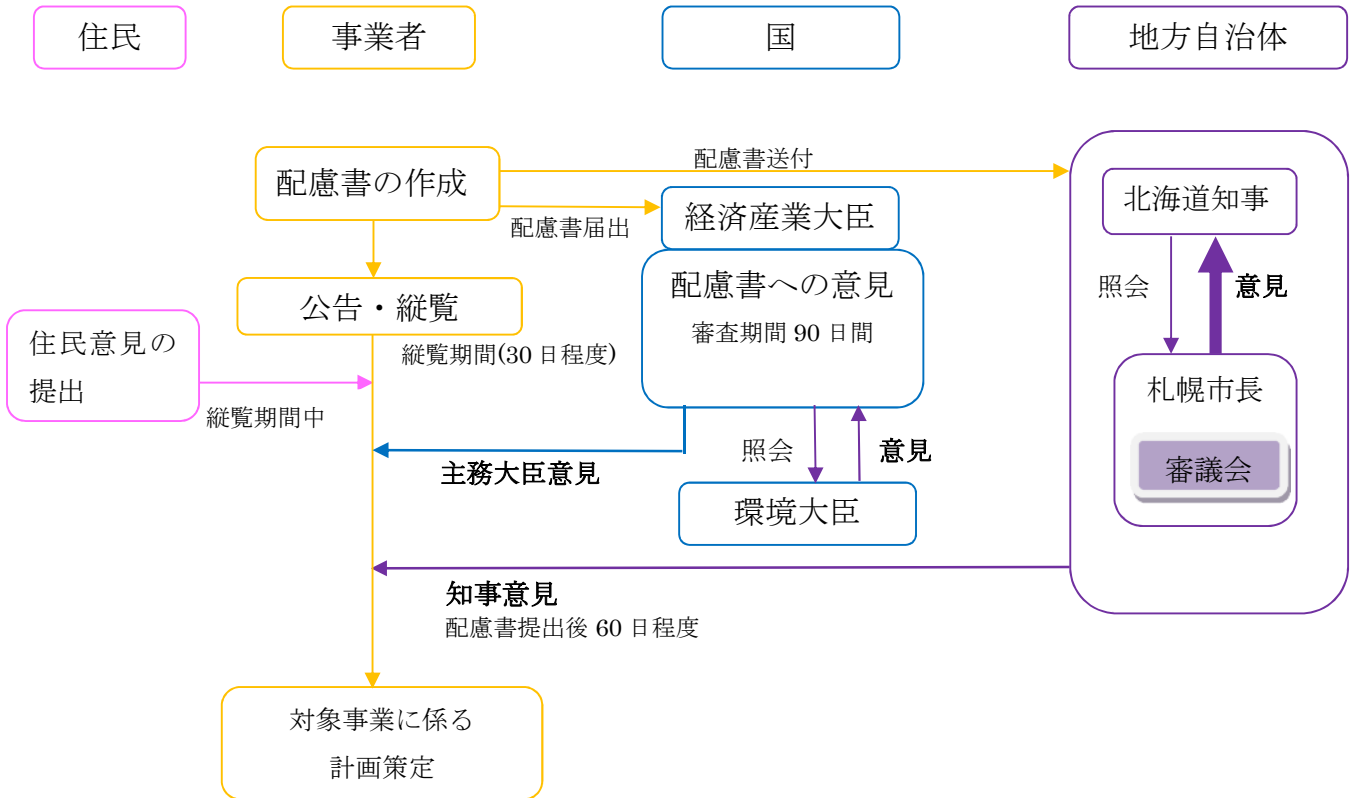 住民
事業者
国
地方自治体
配慮書の作成
配慮書送付
配慮書届出
経済産業大臣
北海道知事
配慮書への意見
審査期間 90 日間
照会
意見
公告・縦覧
縦覧期間(30 日程度)
住民意見の
提出
縦覧期間中
札幌市長
審議会
主務大臣意見
照会
意見
環境大臣
知事意見
配慮書提出後 60 日程度
対象事業に係る
計画策定